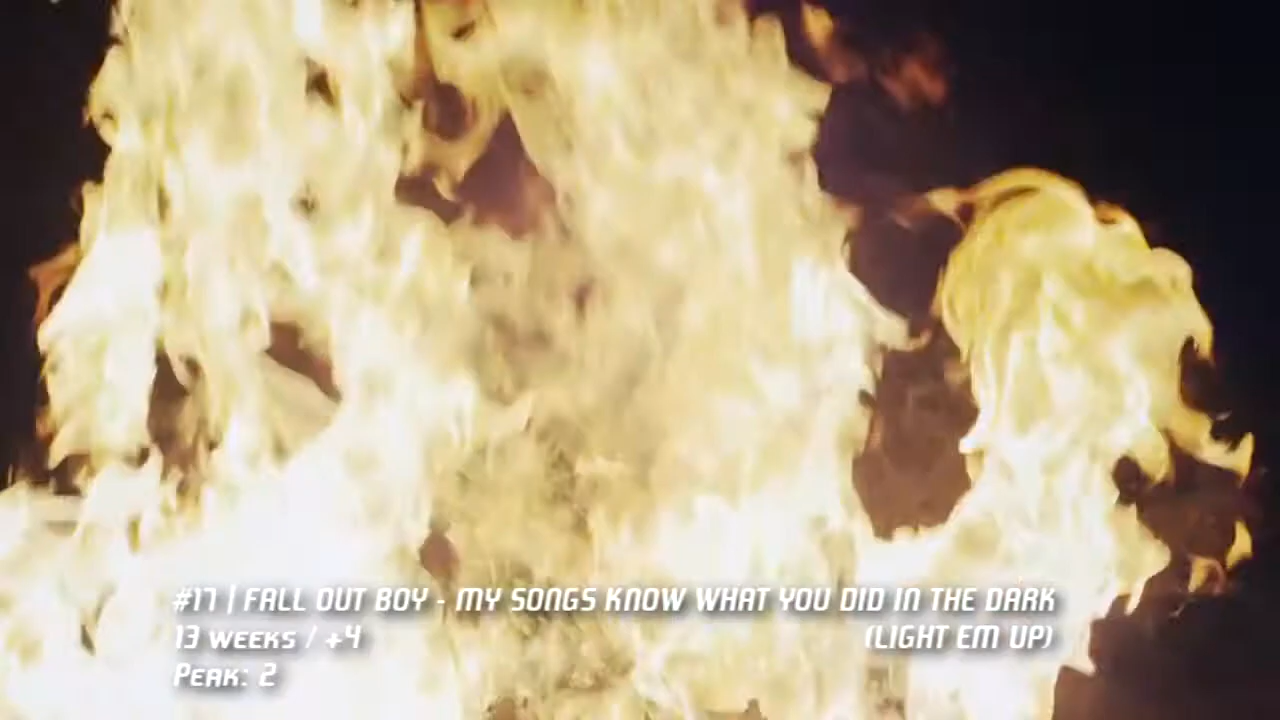 #17 | FALL OUT BOY - MY SONGS KNOW WHAT YOU DID IN THE DARK
13 WEEKS / +4 (LIGHT EM UP)
PEAK: 2